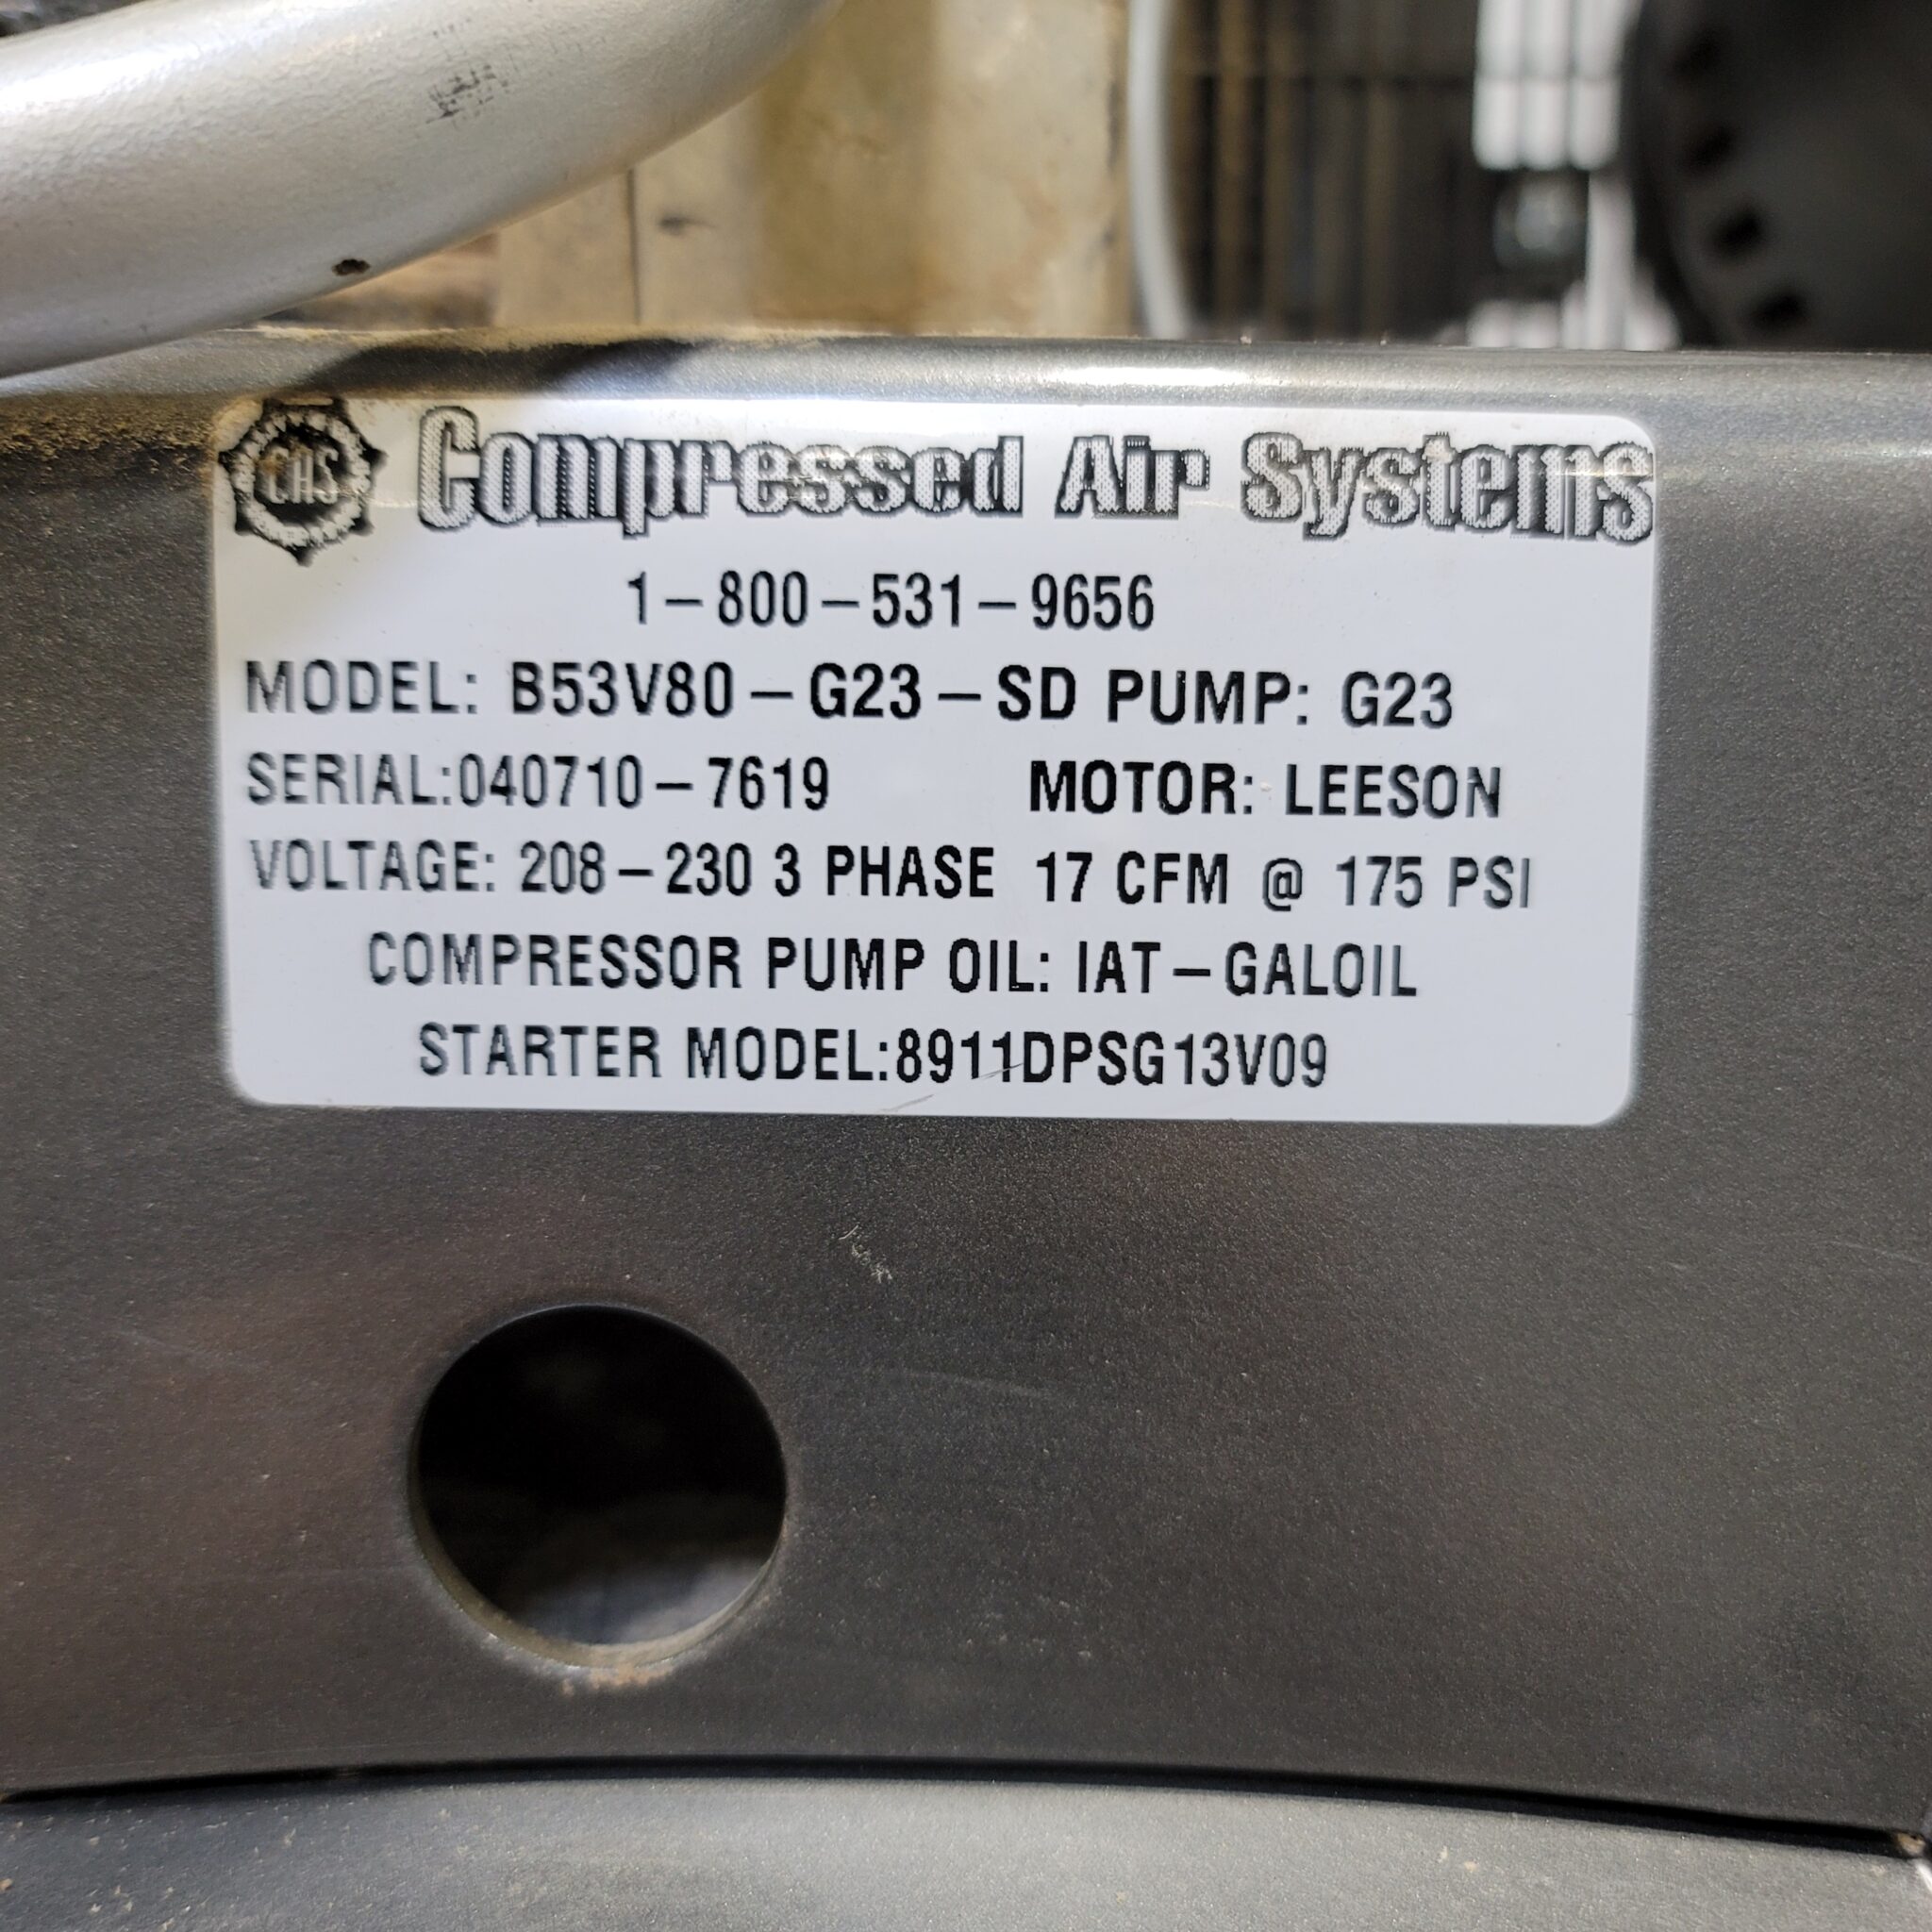 CAS Compressed Air Systems
1-800-531-9656
MODEL: B53V80-G23-SD PUMP: G23
SERIAL:040710-7619 MOTOR: LEESON
VOLTAGE: 208-230 3 PHASE 17 CFM @ 175 PSI
COMPRESSOR PUMP OIL: IAT-GALOIL
STARTER MODEL:8911DPSG13V09